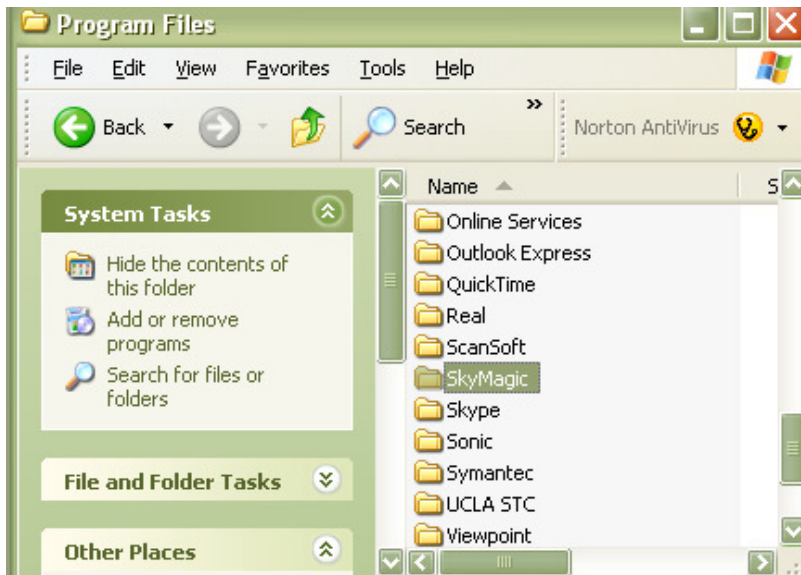 Program Files
File Edit View Favorites Tools Help
Back Search » Norton AntiVirus
Name S
System Tasks
Hide the contents of
this folder
Add or remove
programs
Search for files or
folders
File and Folder Tasks
Other Places
Online Services
Outlook Express
QuickTime
Real
ScanSoft
SkyMagic
Skype
Sonic
Symantec
UCLA STC
Viewpoint